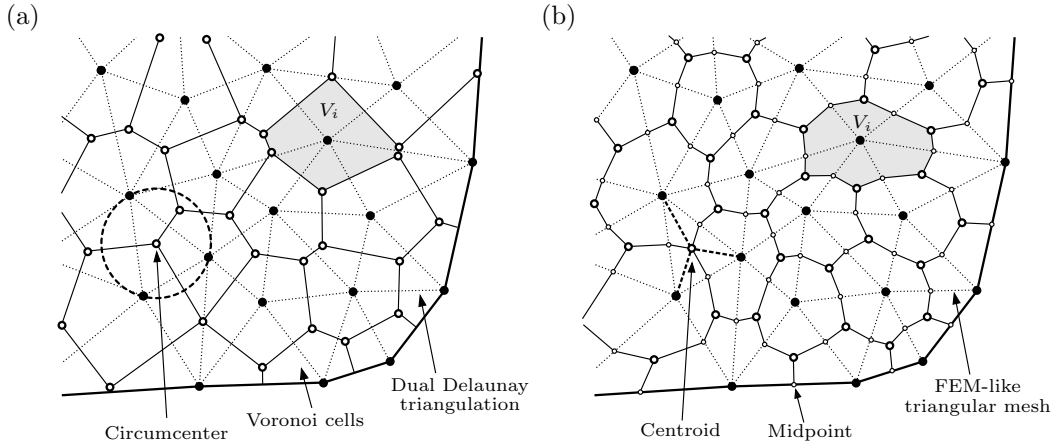 (a)
(b)
V_i
V_i
Dual Delaunay
triangulation
Voronoi cells
Circumcenter
FEM-like
triangular mesh
Centroid
Midpoint